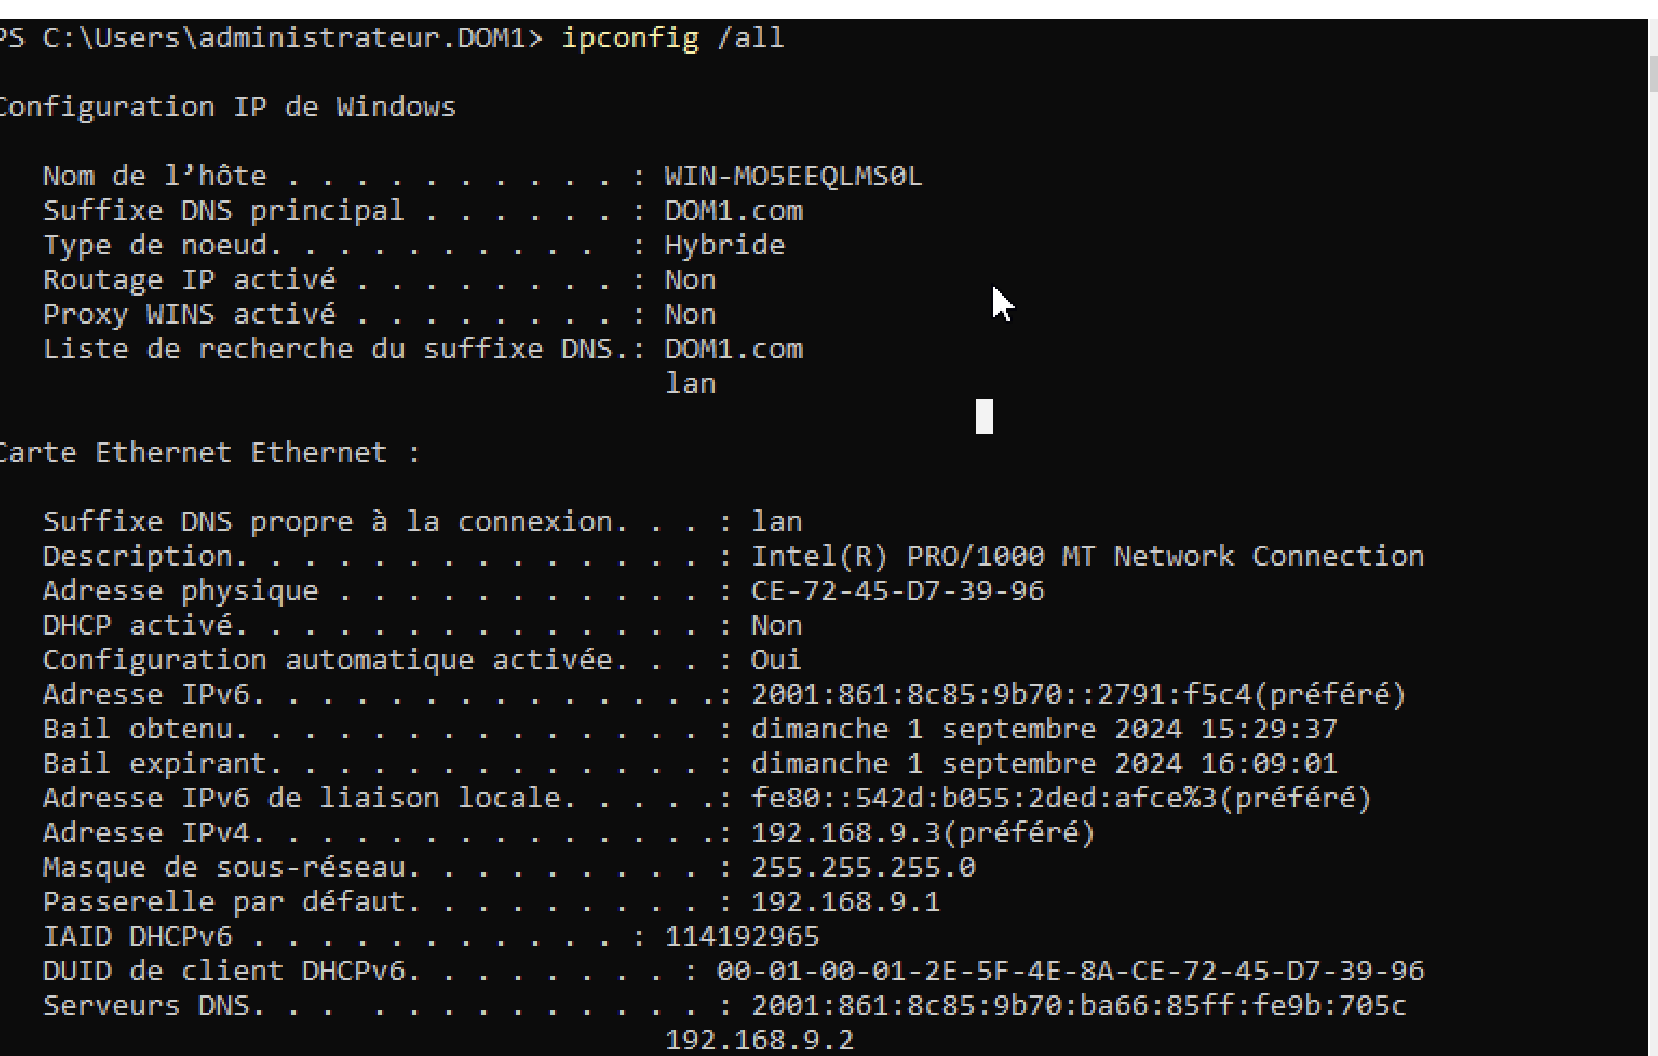 PS C:\Users\administrateur.DOM1> ipconfig /all
Configuration IP de Windows
Nom de l’hôte . . . . . . . . . . : WIN-MO5EEQLMS0L
Suffixe DNS principal . . . . . . : DOM1.com
Type de noeud. . . . . . . . . . : Hybride
Routage IP activé . . . . . . . . : Non
Proxy WINS activé . . . . . . . . : Non
Liste de recherche du suffixe DNS.: DOM1.com
lan
Carte Ethernet Ethernet :
Suffixe DNS propre à la connexion. . . : lan
Description. . . . . . . . . . . . . . : Intel(R) PRO/1000 MT Network Connection
Adresse physique . . . . . . . . . . . : CE-72-45-D7-39-96
DHCP activé. . . . . . . . . . . . . . : Non
Configuration automatique activée. . . : Oui
Adresse IPv6. . . . . . . . . . . . . .: 2001:861:8c85:9b70::2791:f5c4(préféré)
Bail obtenu. . . . . . . . . . . . . . : dimanche 1 septembre 2024 15:29:37
Bail expirant. . . . . . . . . . . . . : dimanche 1 septembre 2024 16:09:01
Adresse IPv6 de liaison locale. . . . .: fe80::542d:b055:2ded:afce%3(préféré)
Adresse IPv4. . . . . . . . . . . . . .: 192.168.9.3(préféré)
Masque de sous-réseau. . . . . . . . . : 255.255.255.0
Passerelle par défaut. . . . . . . . . : 192.168.9.1
IAID DHCPv6 . . . . . . . . . . . : 114192965
DUID de client DHCPv6. . . . . . . . : 00-01-00-01-2E-5F-4E-8A-CE-72-45-D7-39-96
Serveurs DNS. . . . . . . . . . . . . : 2001:861:8c85:9b70:ba66:85ff:fe9b:705c
192.168.9.2